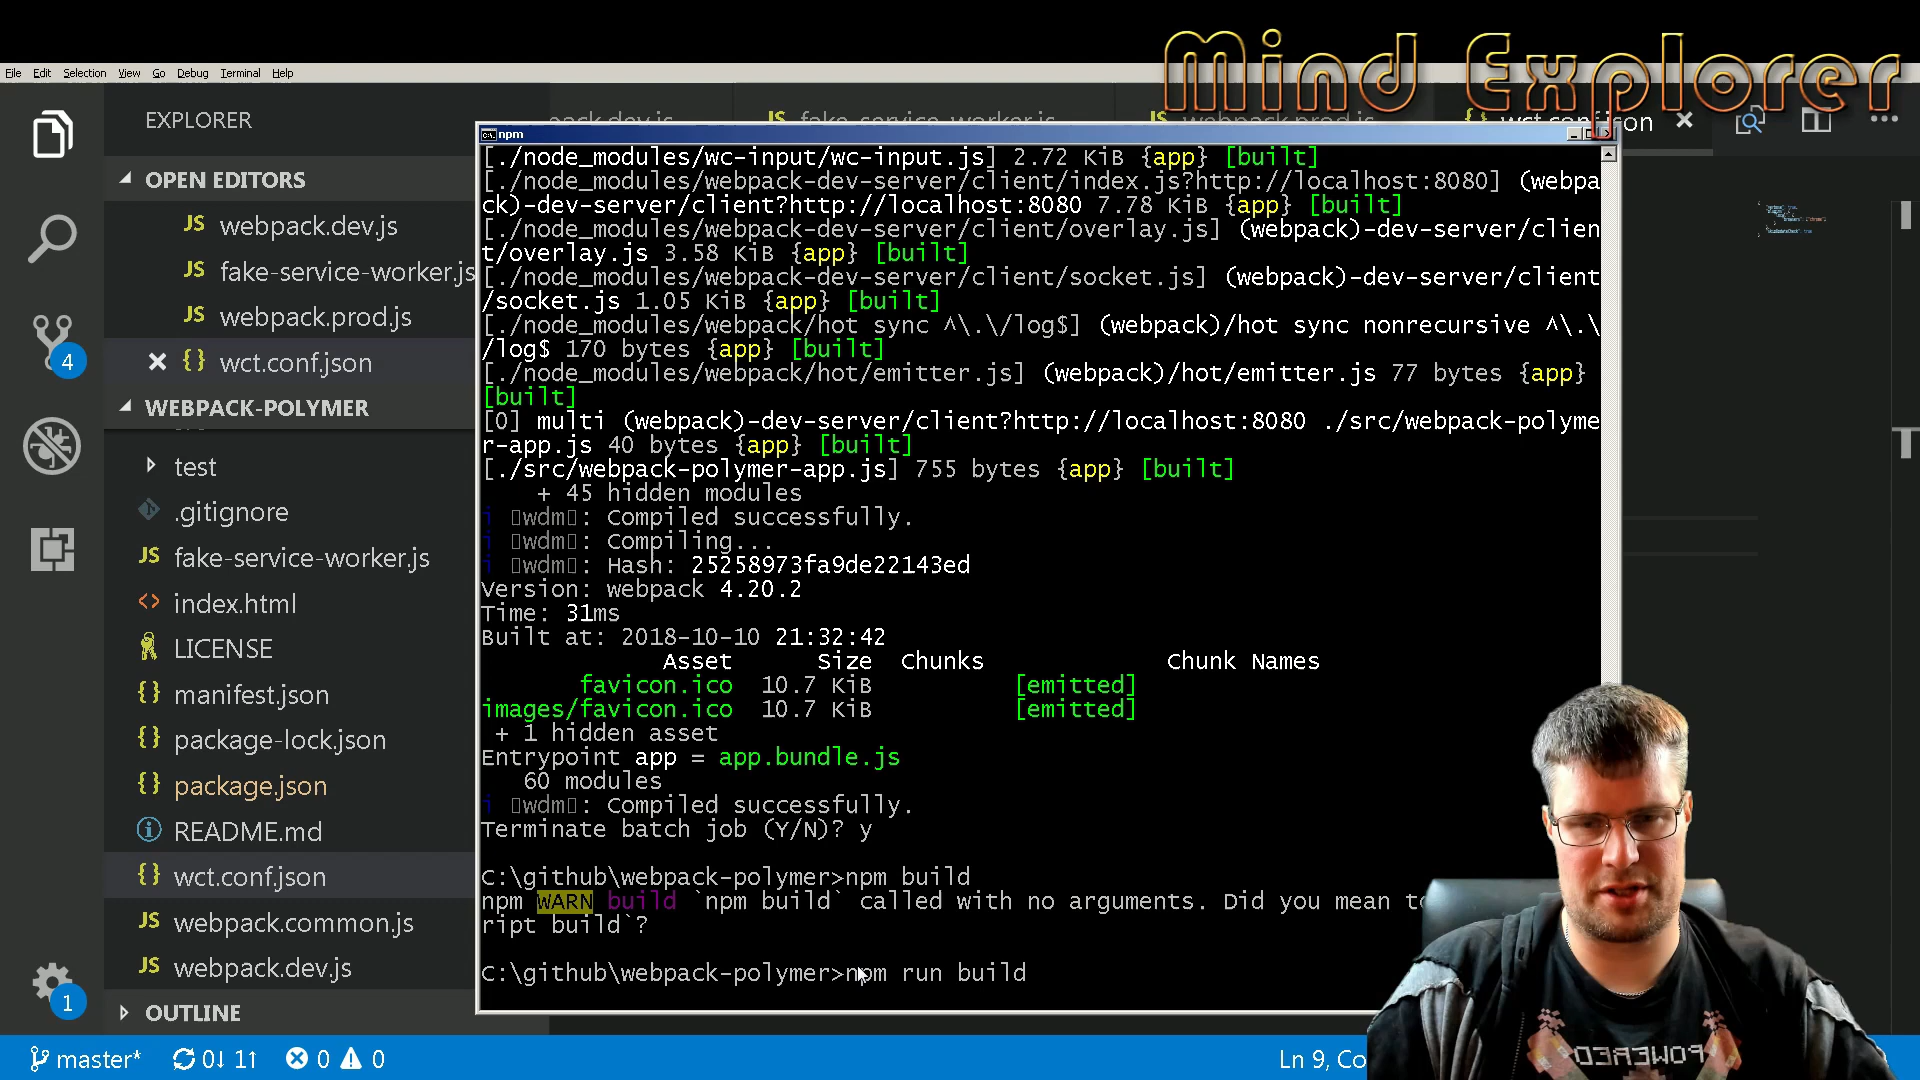 Mind Explorer
File Edit Selection View Go Debug Terminal Help
EXPLORER
OPEN EDITORS
JS webpack.dev.js
JS fake-service-worker.js
JS webpack.prod.js
{} wct.conf.json
WEBPACK-POLYMER
test
.gitignore
JS fake-service-worker.js
<> index.html
LICENSE
{} manifest.json
{} package-lock.json
{} package.json
README.md
{} wct.conf.json
JS webpack.common.js
JS webpack.dev.js
OUTLINE
4
1
npm
[./node_modules/wc-input/wc-input.js] 2.72 KiB {app} [built]
[./node_modules/webpack-dev-server/client/index.js?http://localhost:8080] (webpa
ck)-dev-server/client?http://localhost:8080 7.78 KiB {app} [built]
[./node_modules/webpack-dev-server/client/overlay.js] (webpack)-dev-server/clien
t/overlay.js 3.58 KiB {app} [built]
[./node_modules/webpack-dev-server/client/socket.js] (webpack)-dev-server/client
/socket.js 1.05 KiB {app} [built]
[./node_modules/webpack/hot sync ^\.\/log$] (webpack)/hot sync nonrecursive ^\.\
/log$ 170 bytes {app} [built]
[./node_modules/webpack/hot/emitter.js] (webpack)/hot/emitter.js 77 bytes {app}
[built]
[0] multi (webpack)-dev-server/client?http://localhost:8080 ./src/webpack-polyme
r-app.js 40 bytes {app} [built]
[./src/webpack-polymer-app.js] 755 bytes {app} [built]
+ 45 hidden modules
i ｢wdm｣: Compiled successfully.
i ｢wdm｣: Compiling...
i ｢wdm｣: Hash: 25258973fa9de22143ed
Version: webpack 4.20.2
Time: 31ms
Built at: 2018-10-10 21:32:42
Asset Size Chunks Chunk Names
favicon.ico 10.7 KiB [emitted]
images/favicon.ico 10.7 KiB [emitted]
+ 1 hidden asset
Entrypoint app = app.bundle.js
60 modules
i ｢wdm｣: Compiled successfully.
Terminate batch job (Y/N)? y
C:\github\webpack-polymer>npm build
npm WARN build `npm build` called with no arguments. Did you mean to
ript build`?
C:\github\webpack-polymer>npm run build
master* 0↓ 1↑ 0 0
Ln 9, Co
POWERED